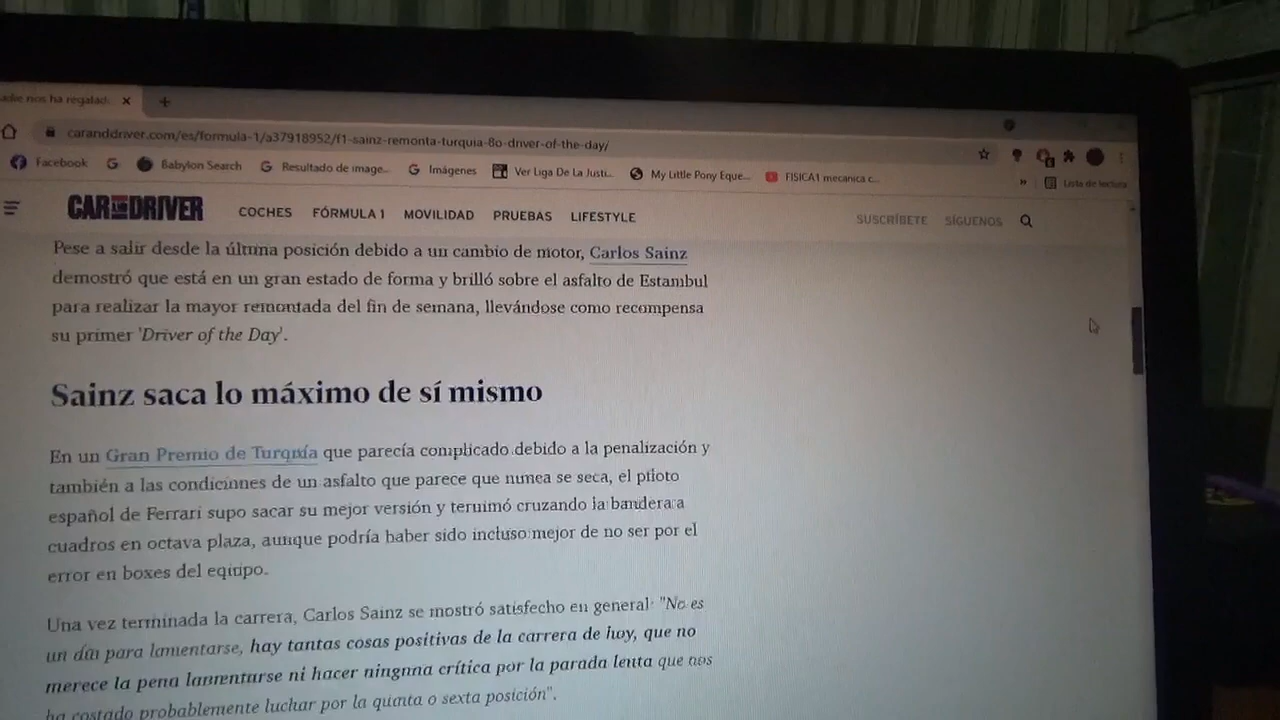 adie nos ha regalad
caranddriver.com/es/formula-1/a37918952/f1-sainz-remonta-turquia-8o-driver-of-the-day/
Facebook Babylon Search Resultado de image... Imágenes Ver Liga De La Justi... My Little Pony Eque... FISICA1 mecanica c... » Lista de lectura
CAR AND DRIVER COCHES FÓRMULA 1 MOVILIDAD PRUEBAS LIFESTYLE SUSCRÍBETE SÍGUENOS
Pese a salir desde la última posición debido a un cambio de motor, Carlos Sainz
demostró que está en un gran estado de forma y brilló sobre el asfalto de Estambul
para realizar la mayor remontada del fin de semana, llevándose como recompensa
su primer 'Driver of the Day'.
Sainz saca lo máximo de sí mismo
En un Gran Premio de Turquía que parecía complicado debido a la penalización y
también a las condiciones de un asfalto que parece que nunca se seca, el piloto
español de Ferrari supo sacar su mejor versión y terminó cruzando la bandera a
cuadros en octava plaza, aunque podría haber sido incluso mejor de no ser por el
error en boxes del equipo.
Una vez terminada la carrera, Carlos Sainz se mostró satisfecho en general: "No es
un día para lamentarse, hay tantas cosas positivas de la carrera de hoy, que no
merece la pena lamentarse ni hacer ninguna crítica por la parada lenta que nos
ha costado probablemente luchar por la quinta o sexta posición".